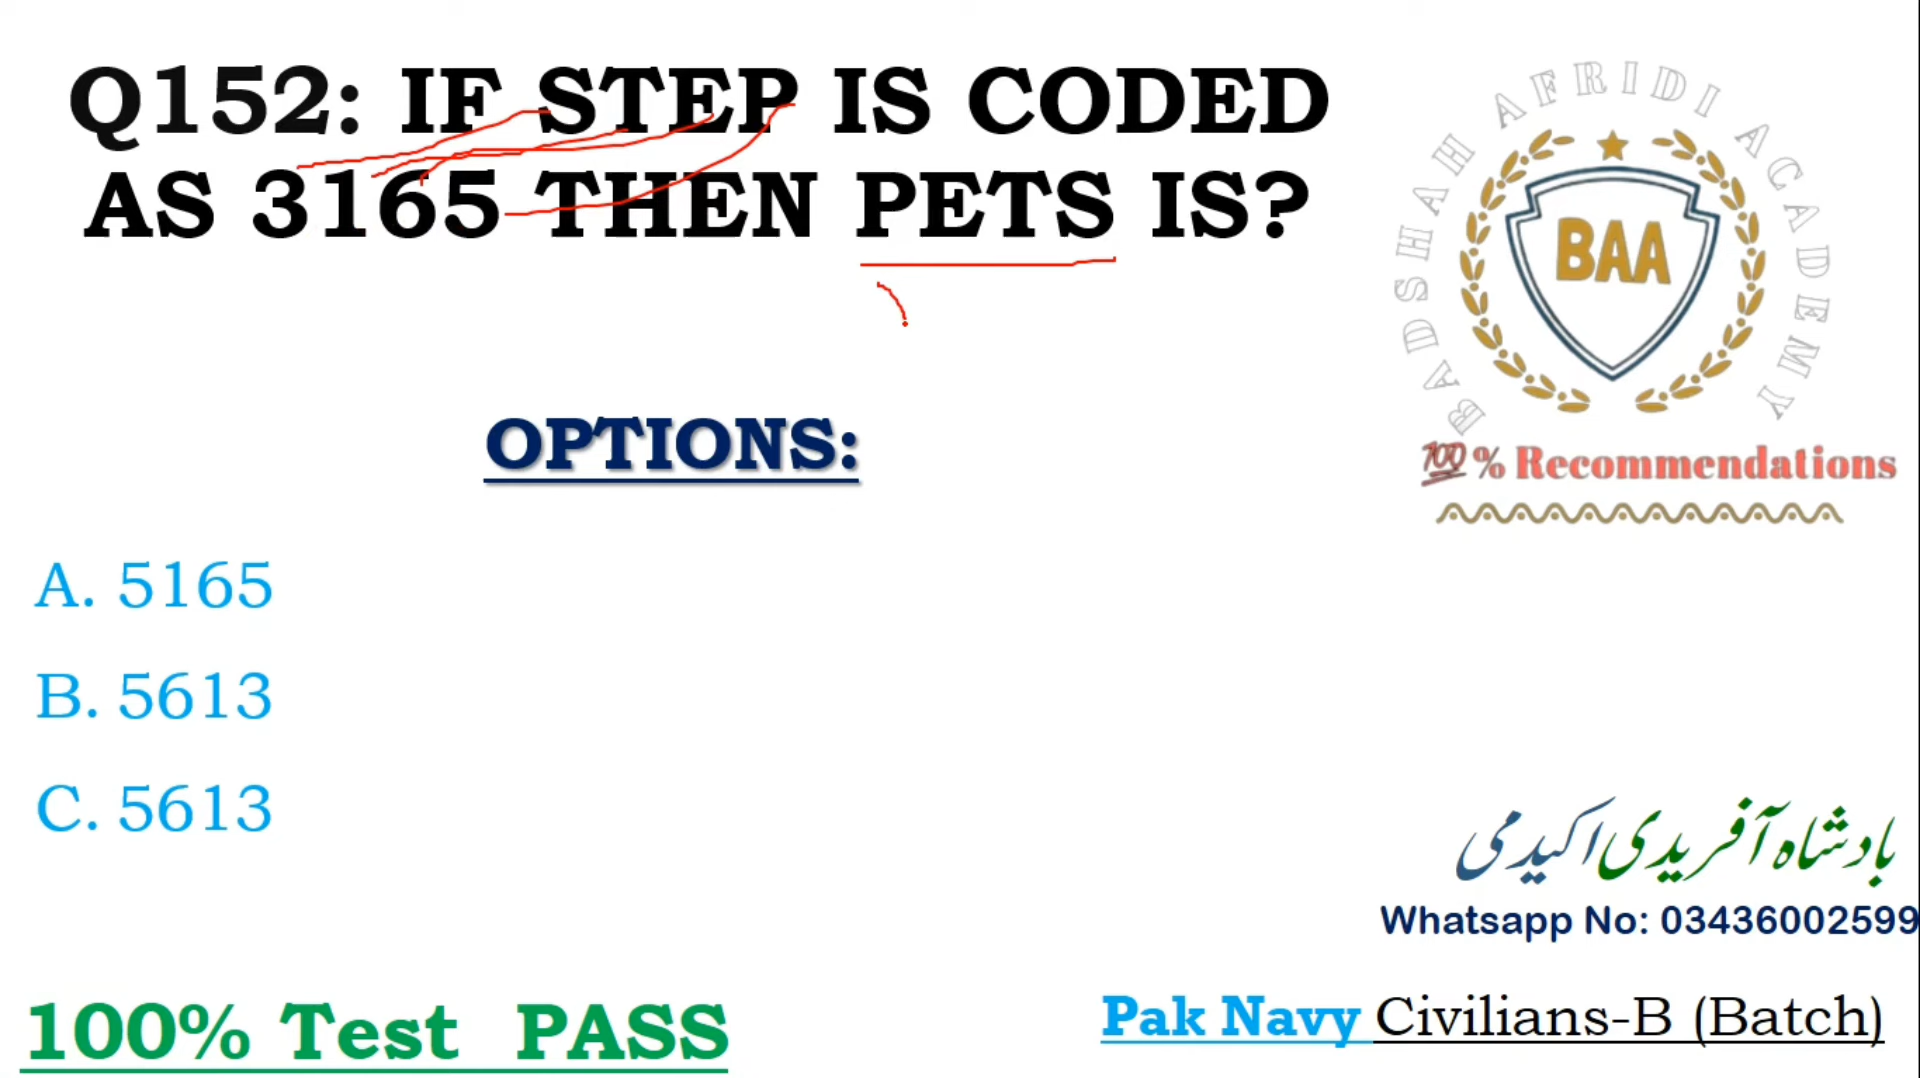 Q152: IF STEP IS CODED
AS 3165 THEN PETS IS?
BADSHAH AFRIDI ACADEMY
BAA
💯% Recommendations
OPTIONS:
A. 5165
B. 5613
C. 5613
بادشاہ آفریدی اکیڈمی
Whatsapp No: 03436002599
100% Test PASS
Pak Navy Civilians-B (Batch)